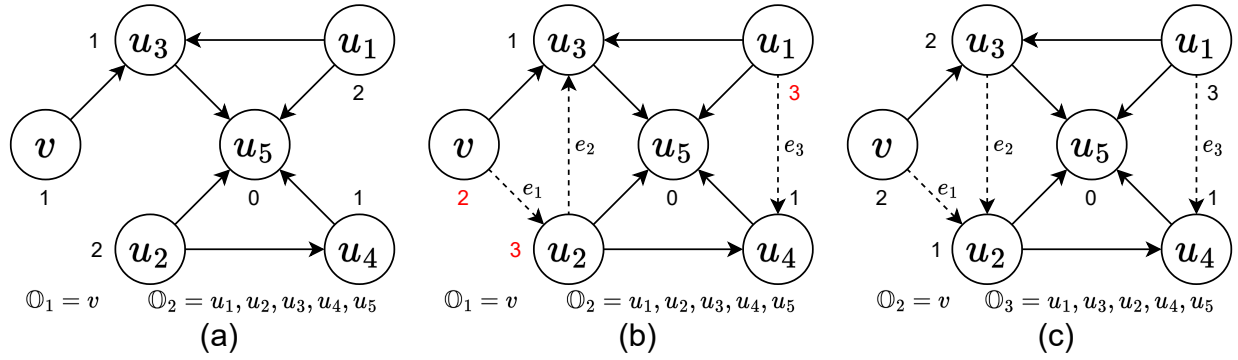 1 u₃ u₁
2
v u₅
1 0 1
2 u₂ u₄
𝕆₁ = v 𝕆₂ = u₁, u₂, u₃, u₄, u₅
(a)
1 u₃ u₁
3
v e₂ u₅ e₃
2 e₁ 0 1
3 u₂ u₄
𝕆₁ = v 𝕆₂ = u₁, u₂, u₃, u₄, u₅
(b)
2 u₃ u₁
3
v e₂ u₅ e₃
2 e₁ 0 1
1 u₂ u₄
𝕆₂ = v 𝕆₃ = u₁, u₃, u₂, u₄, u₅
(c)